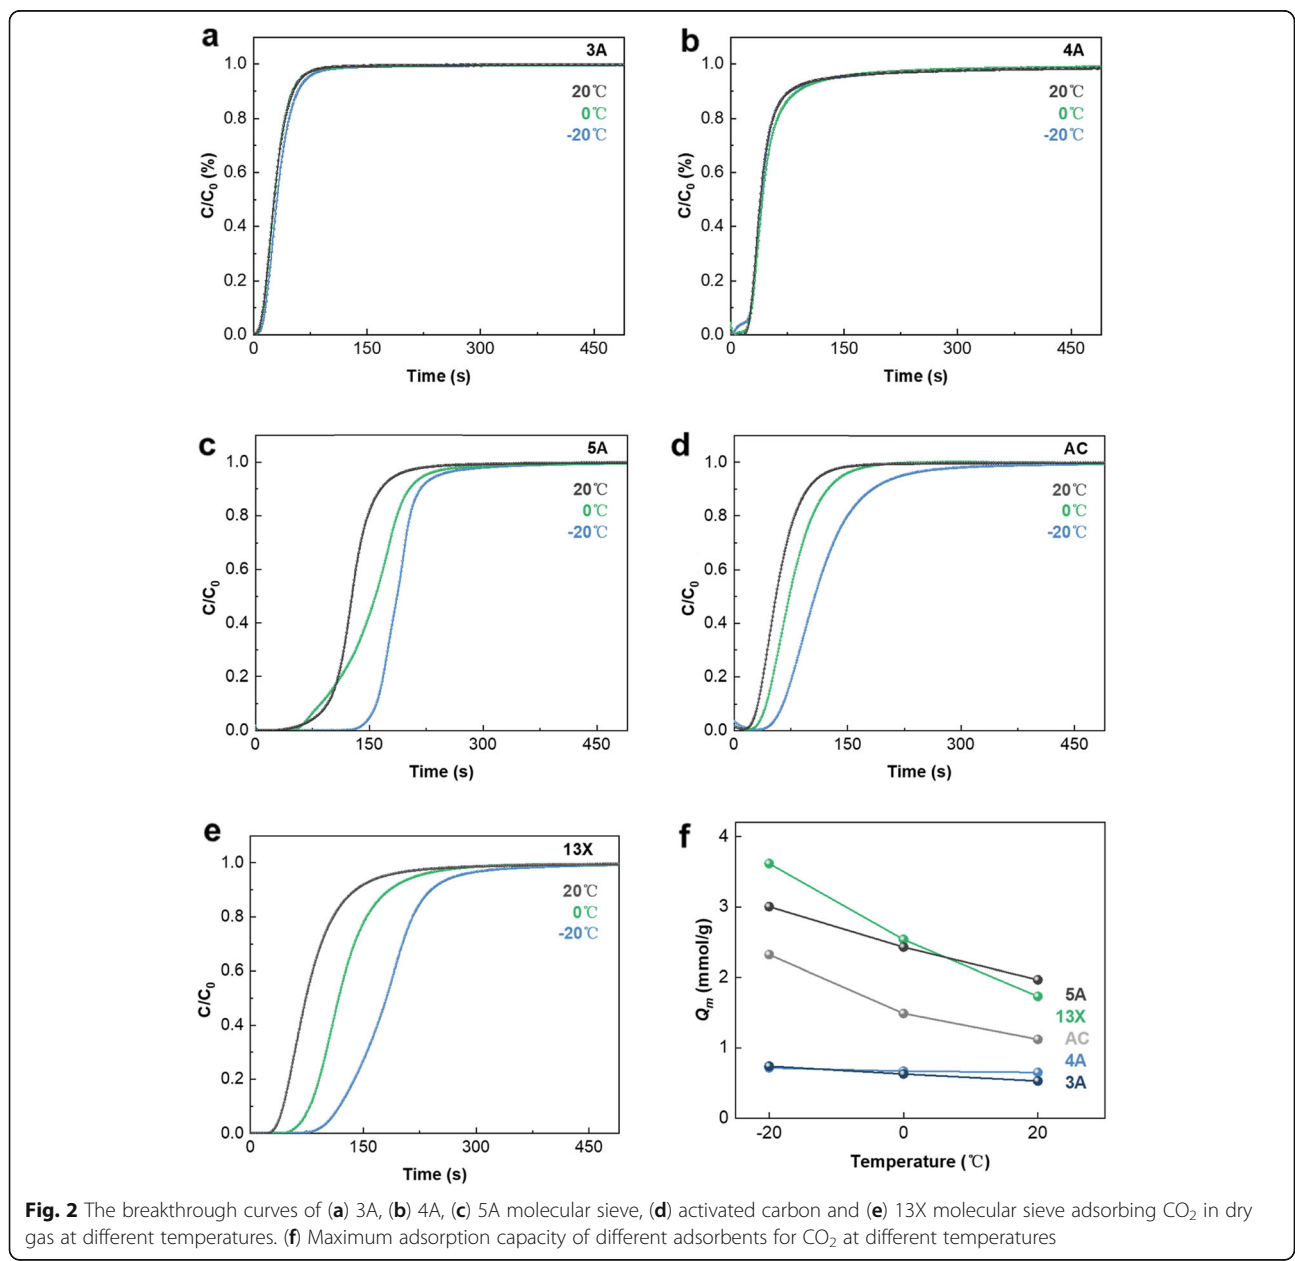 a
3A
20℃
0℃
-20℃
1.0
0.8
0.6
0.4
0.2
0.0
C/C0 (%)
0 150 300 450
Time (s)
b
4A
20℃
0℃
-20℃
1.0
0.8
0.6
0.4
0.2
0.0
C/C0 (%)
0 150 300 450
Time (s)
c
5A
20℃
0℃
-20℃
1.0
0.8
0.6
0.4
0.2
0.0
C/C0
0 150 300 450
Time (s)
d
AC
20℃
0℃
-20℃
1.0
0.8
0.6
0.4
0.2
0.0
C/C0
0 150 300 450
Time (s)
e
13X
20℃
0℃
-20℃
1.0
0.8
0.6
0.4
0.2
0.0
C/C0
0 150 300 450
Time (s)
f
4
3
2
1
0
Qm (mmol/g)
5A
13X
AC
4A
3A
-20 0 20
Temperature (℃)
Fig. 2 The breakthrough curves of (a) 3A, (b) 4A, (c) 5A molecular sieve, (d) activated carbon and (e) 13X molecular sieve adsorbing CO2 in dry
gas at different temperatures. (f) Maximum adsorption capacity of different adsorbents for CO2 at different temperatures